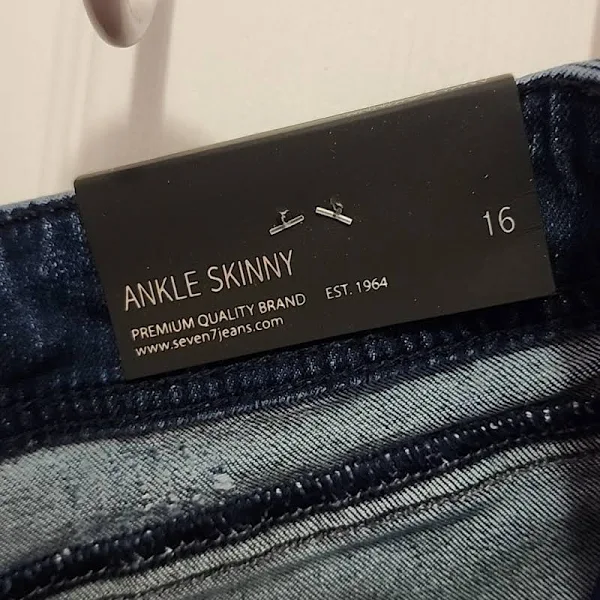 16
ANKLE SKINNY
PREMIUM QUALITY BRAND EST. 1964
www.seven7jeans.com